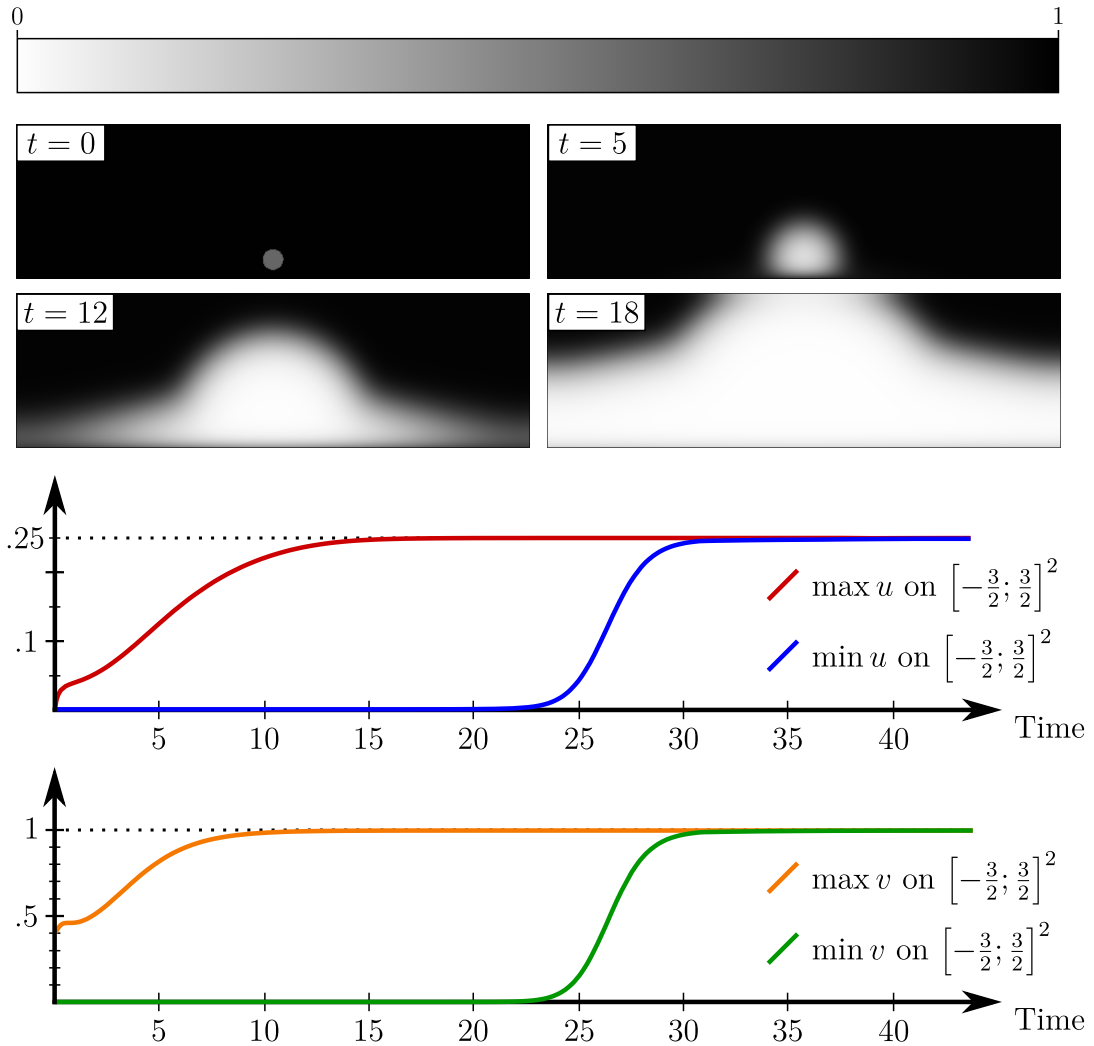 0 1
t = 0
t = 5
t = 12
t = 18
.25
max u on [−3/2; 3/2]²
.1
min u on [−3/2; 3/2]²
5 10 15 20 25 30 35 40 Time
1
max v on [−3/2; 3/2]²
.5
min v on [−3/2; 3/2]²
5 10 15 20 25 30 35 40 Time